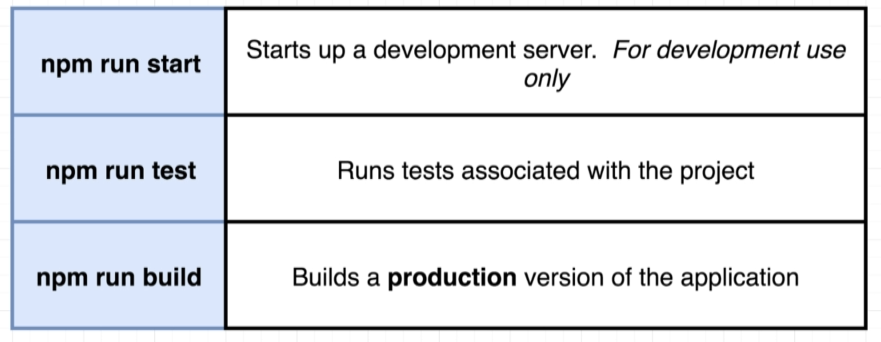 npm run start
Starts up a development server.  For development use
only
npm run test
Runs tests associated with the project
npm run build
Builds a production version of the application